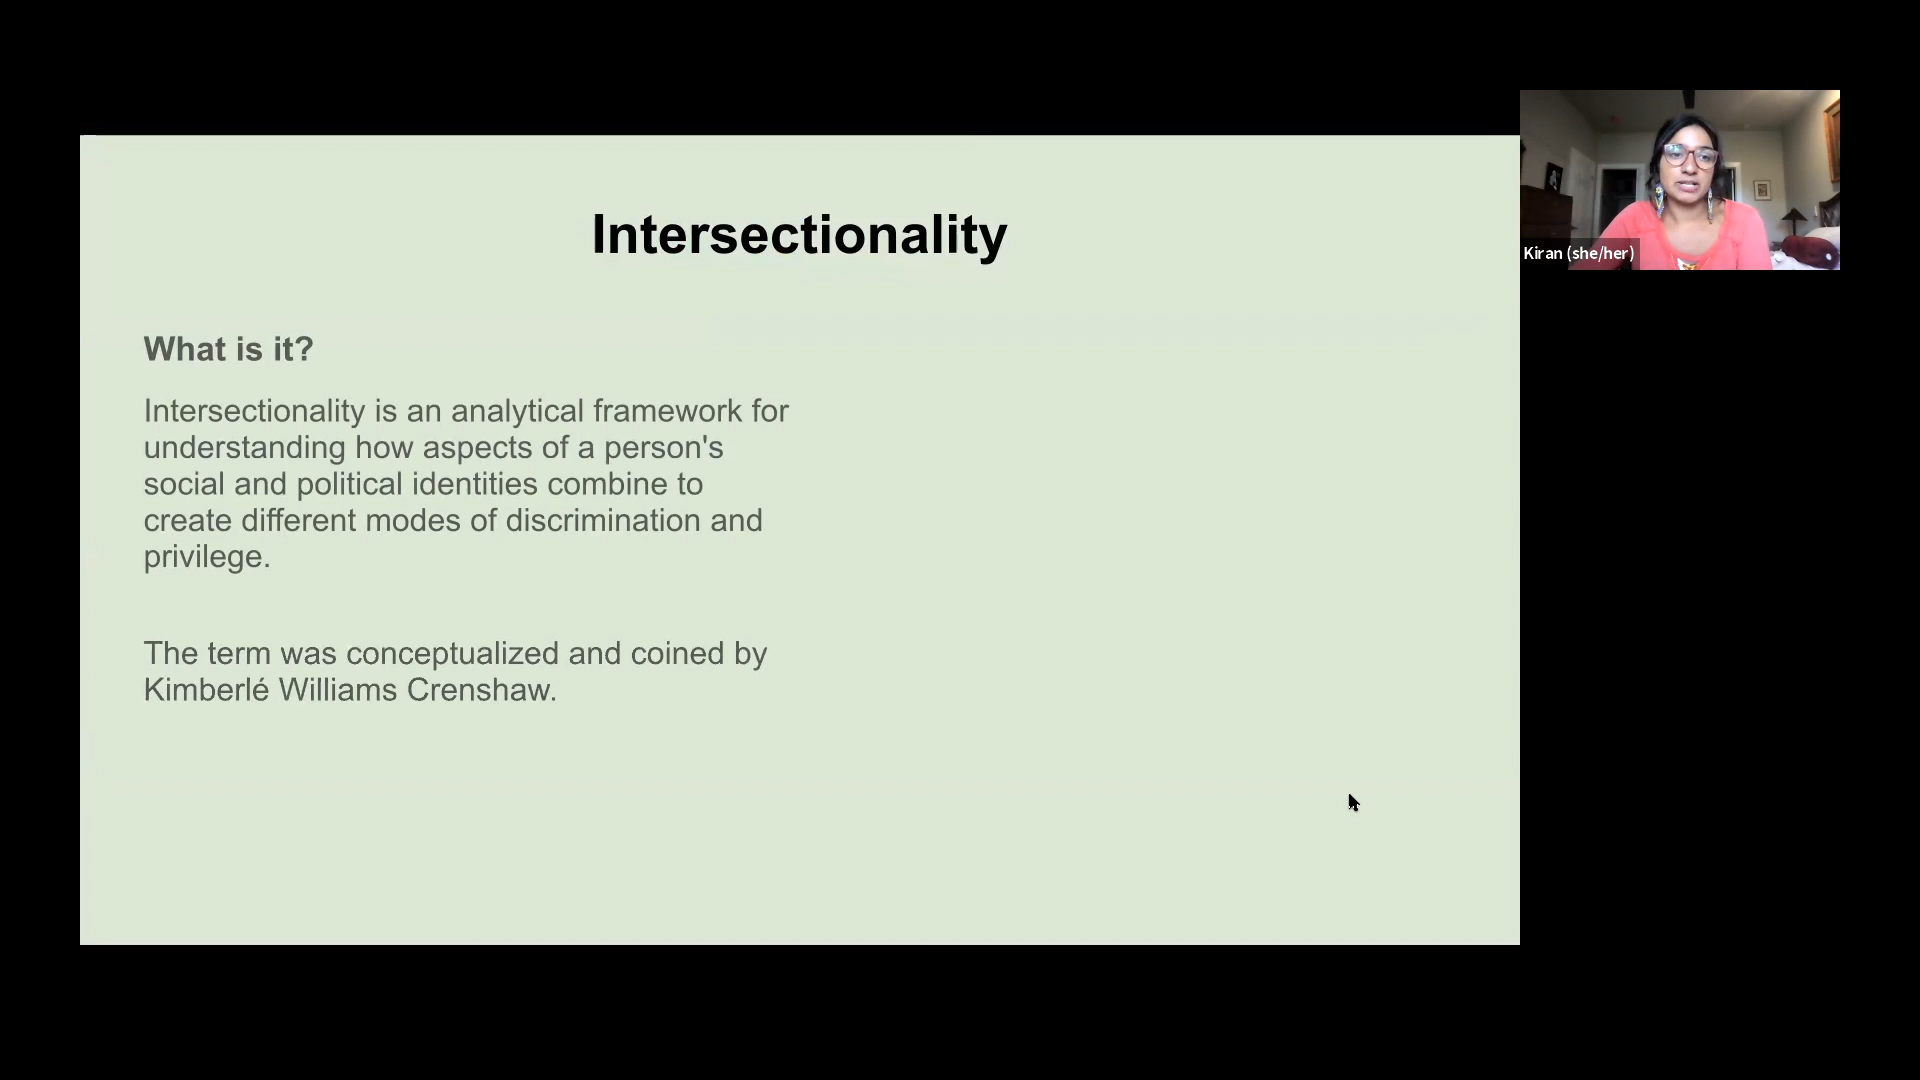 Intersectionality
What is it?
Intersectionality is an analytical framework for
understanding how aspects of a person's
social and political identities combine to
create different modes of discrimination and
privilege.
The term was conceptualized and coined by
Kimberlé Williams Crenshaw.
Kiran (she/her)